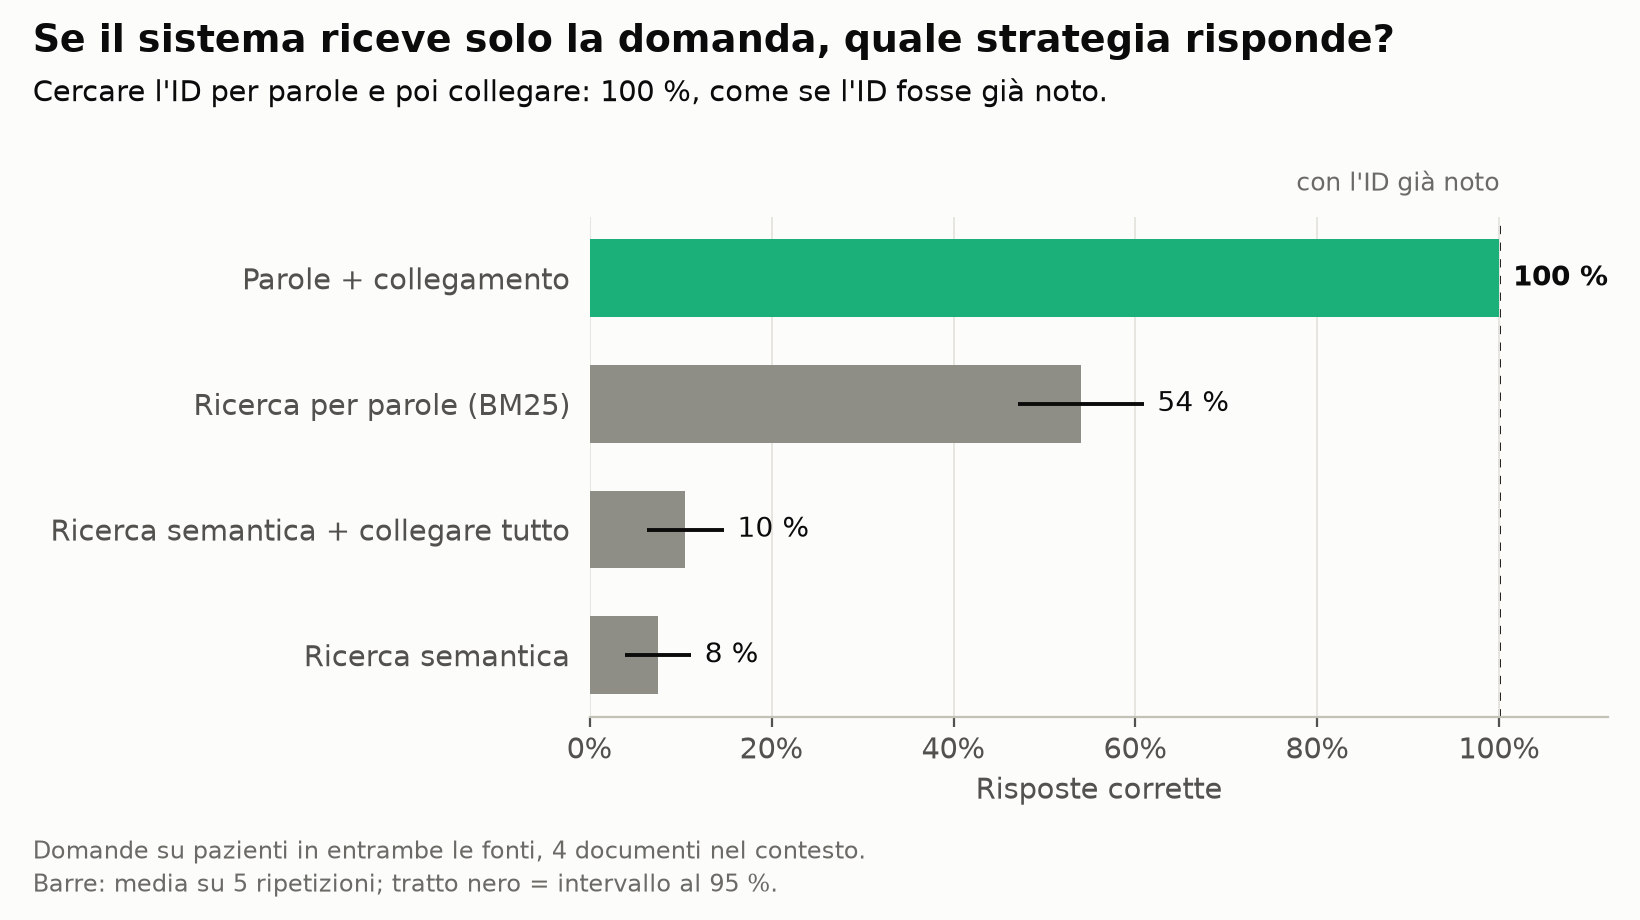 Se il sistema riceve solo la domanda, quale strategia risponde?
Cercare l'ID per parole e poi collegare: 100 %, come se l'ID fosse già noto.
con l'ID già noto
Parole + collegamento
100 %
Ricerca per parole (BM25)
54 %
Ricerca semantica + collegare tutto
10 %
Ricerca semantica
8 %
0% 20% 40% 60% 80% 100%
Risposte corrette
Domande su pazienti in entrambe le fonti, 4 documenti nel contesto.
Barre: media su 5 ripetizioni; tratto nero = intervallo al 95 %.